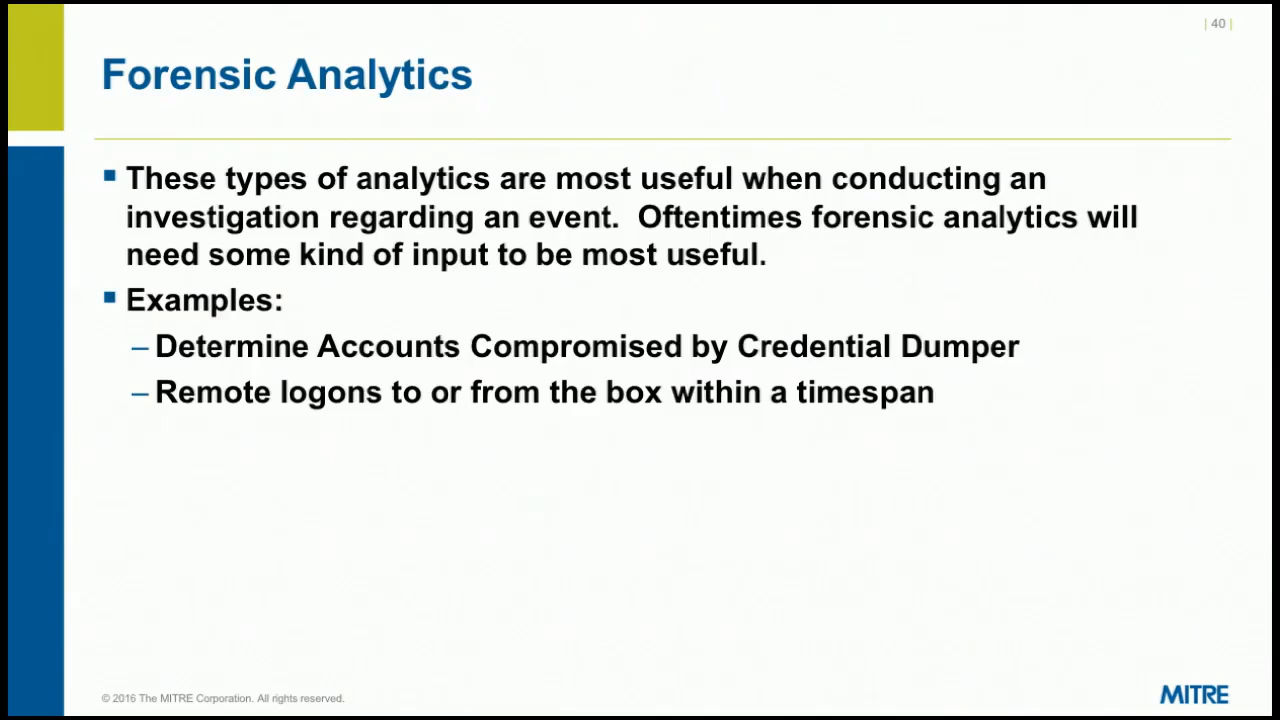 | 40 |
Forensic Analytics
These types of analytics are most useful when conducting an
investigation regarding an event.  Oftentimes forensic analytics will
need some kind of input to be most useful.
Examples:
– Determine Accounts Compromised by Credential Dumper
– Remote logons to or from the box within a timespan
© 2016 The MITRE Corporation. All rights reserved.
MITRE